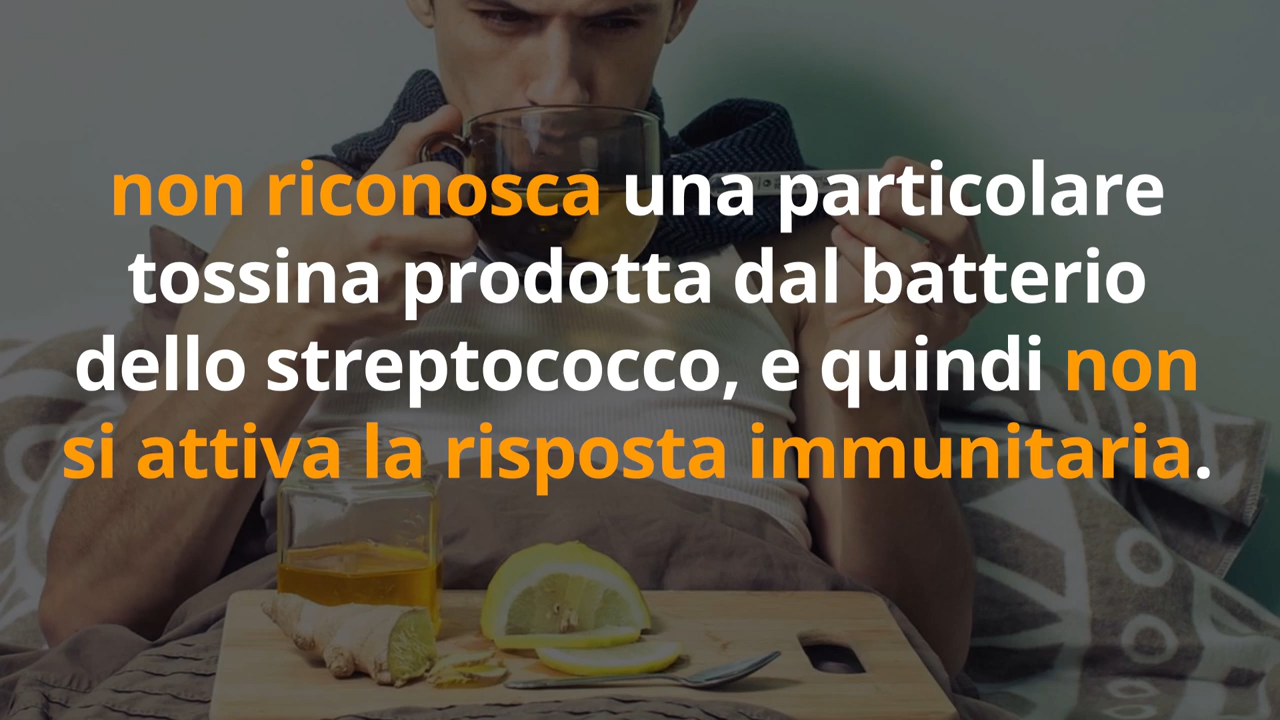 non riconosca una particolare
tossina prodotta dal batterio
dello streptococco, e quindi non
si attiva la risposta immunitaria.